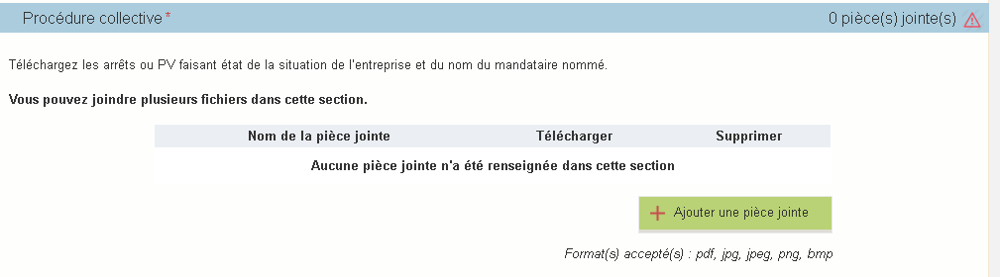 Procédure collective * 0 pièce(s) jointe(s)
Téléchargez les arrêts ou PV faisant état de la situation de l'entreprise et du nom du mandataire nommé.
Vous pouvez joindre plusieurs fichiers dans cette section.
Nom de la pièce jointe Télécharger Supprimer
Aucune pièce jointe n'a été renseignée dans cette section
Ajouter une pièce jointe
Format(s) accepté(s) : pdf, jpg, jpeg, png, bmp